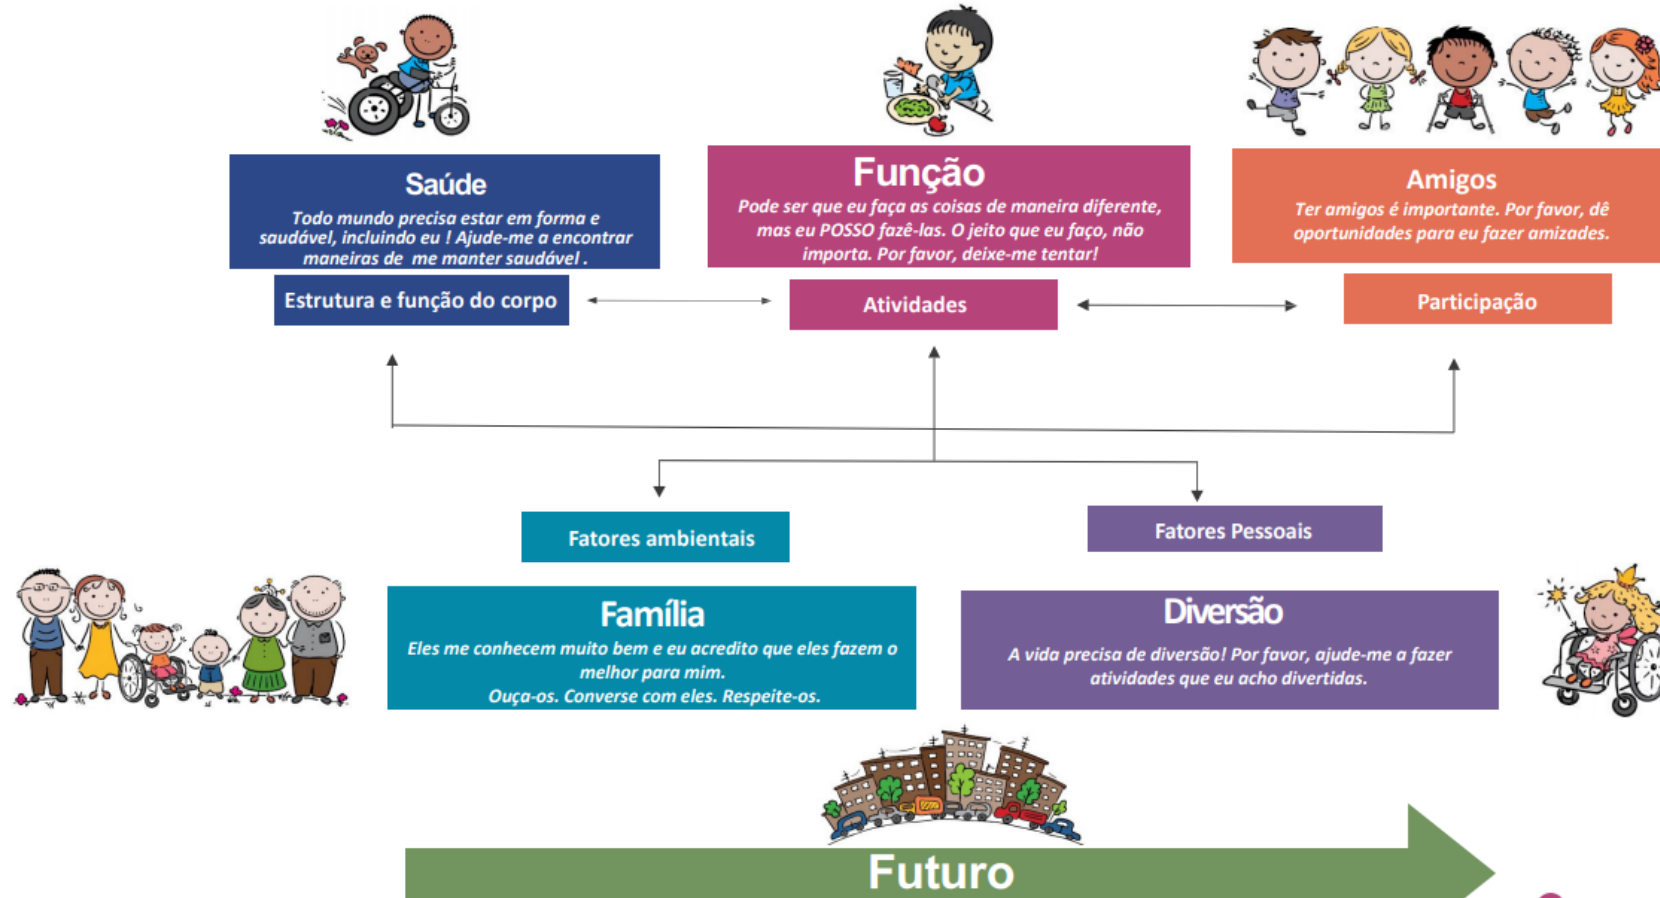 Saúde
Todo mundo precisa estar em forma e
saudável, incluindo eu ! Ajude-me a encontrar
maneiras de me manter saudável .
Estrutura e função do corpo
Função
Pode ser que eu faça as coisas de maneira diferente,
mas eu POSSO fazê-las. O jeito que eu faço, não
importa. Por favor, deixe-me tentar!
Atividades
Amigos
Ter amigos é importante. Por favor, dê
oportunidades para eu fazer amizades.
Participação
Fatores ambientais
Família
Eles me conhecem muito bem e eu acredito que eles fazem o
melhor para mim.
Ouça-os. Converse com eles. Respeite-os.
Fatores Pessoais
Diversão
A vida precisa de diversão! Por favor, ajude-me a fazer
atividades que eu acho divertidas.
Futuro